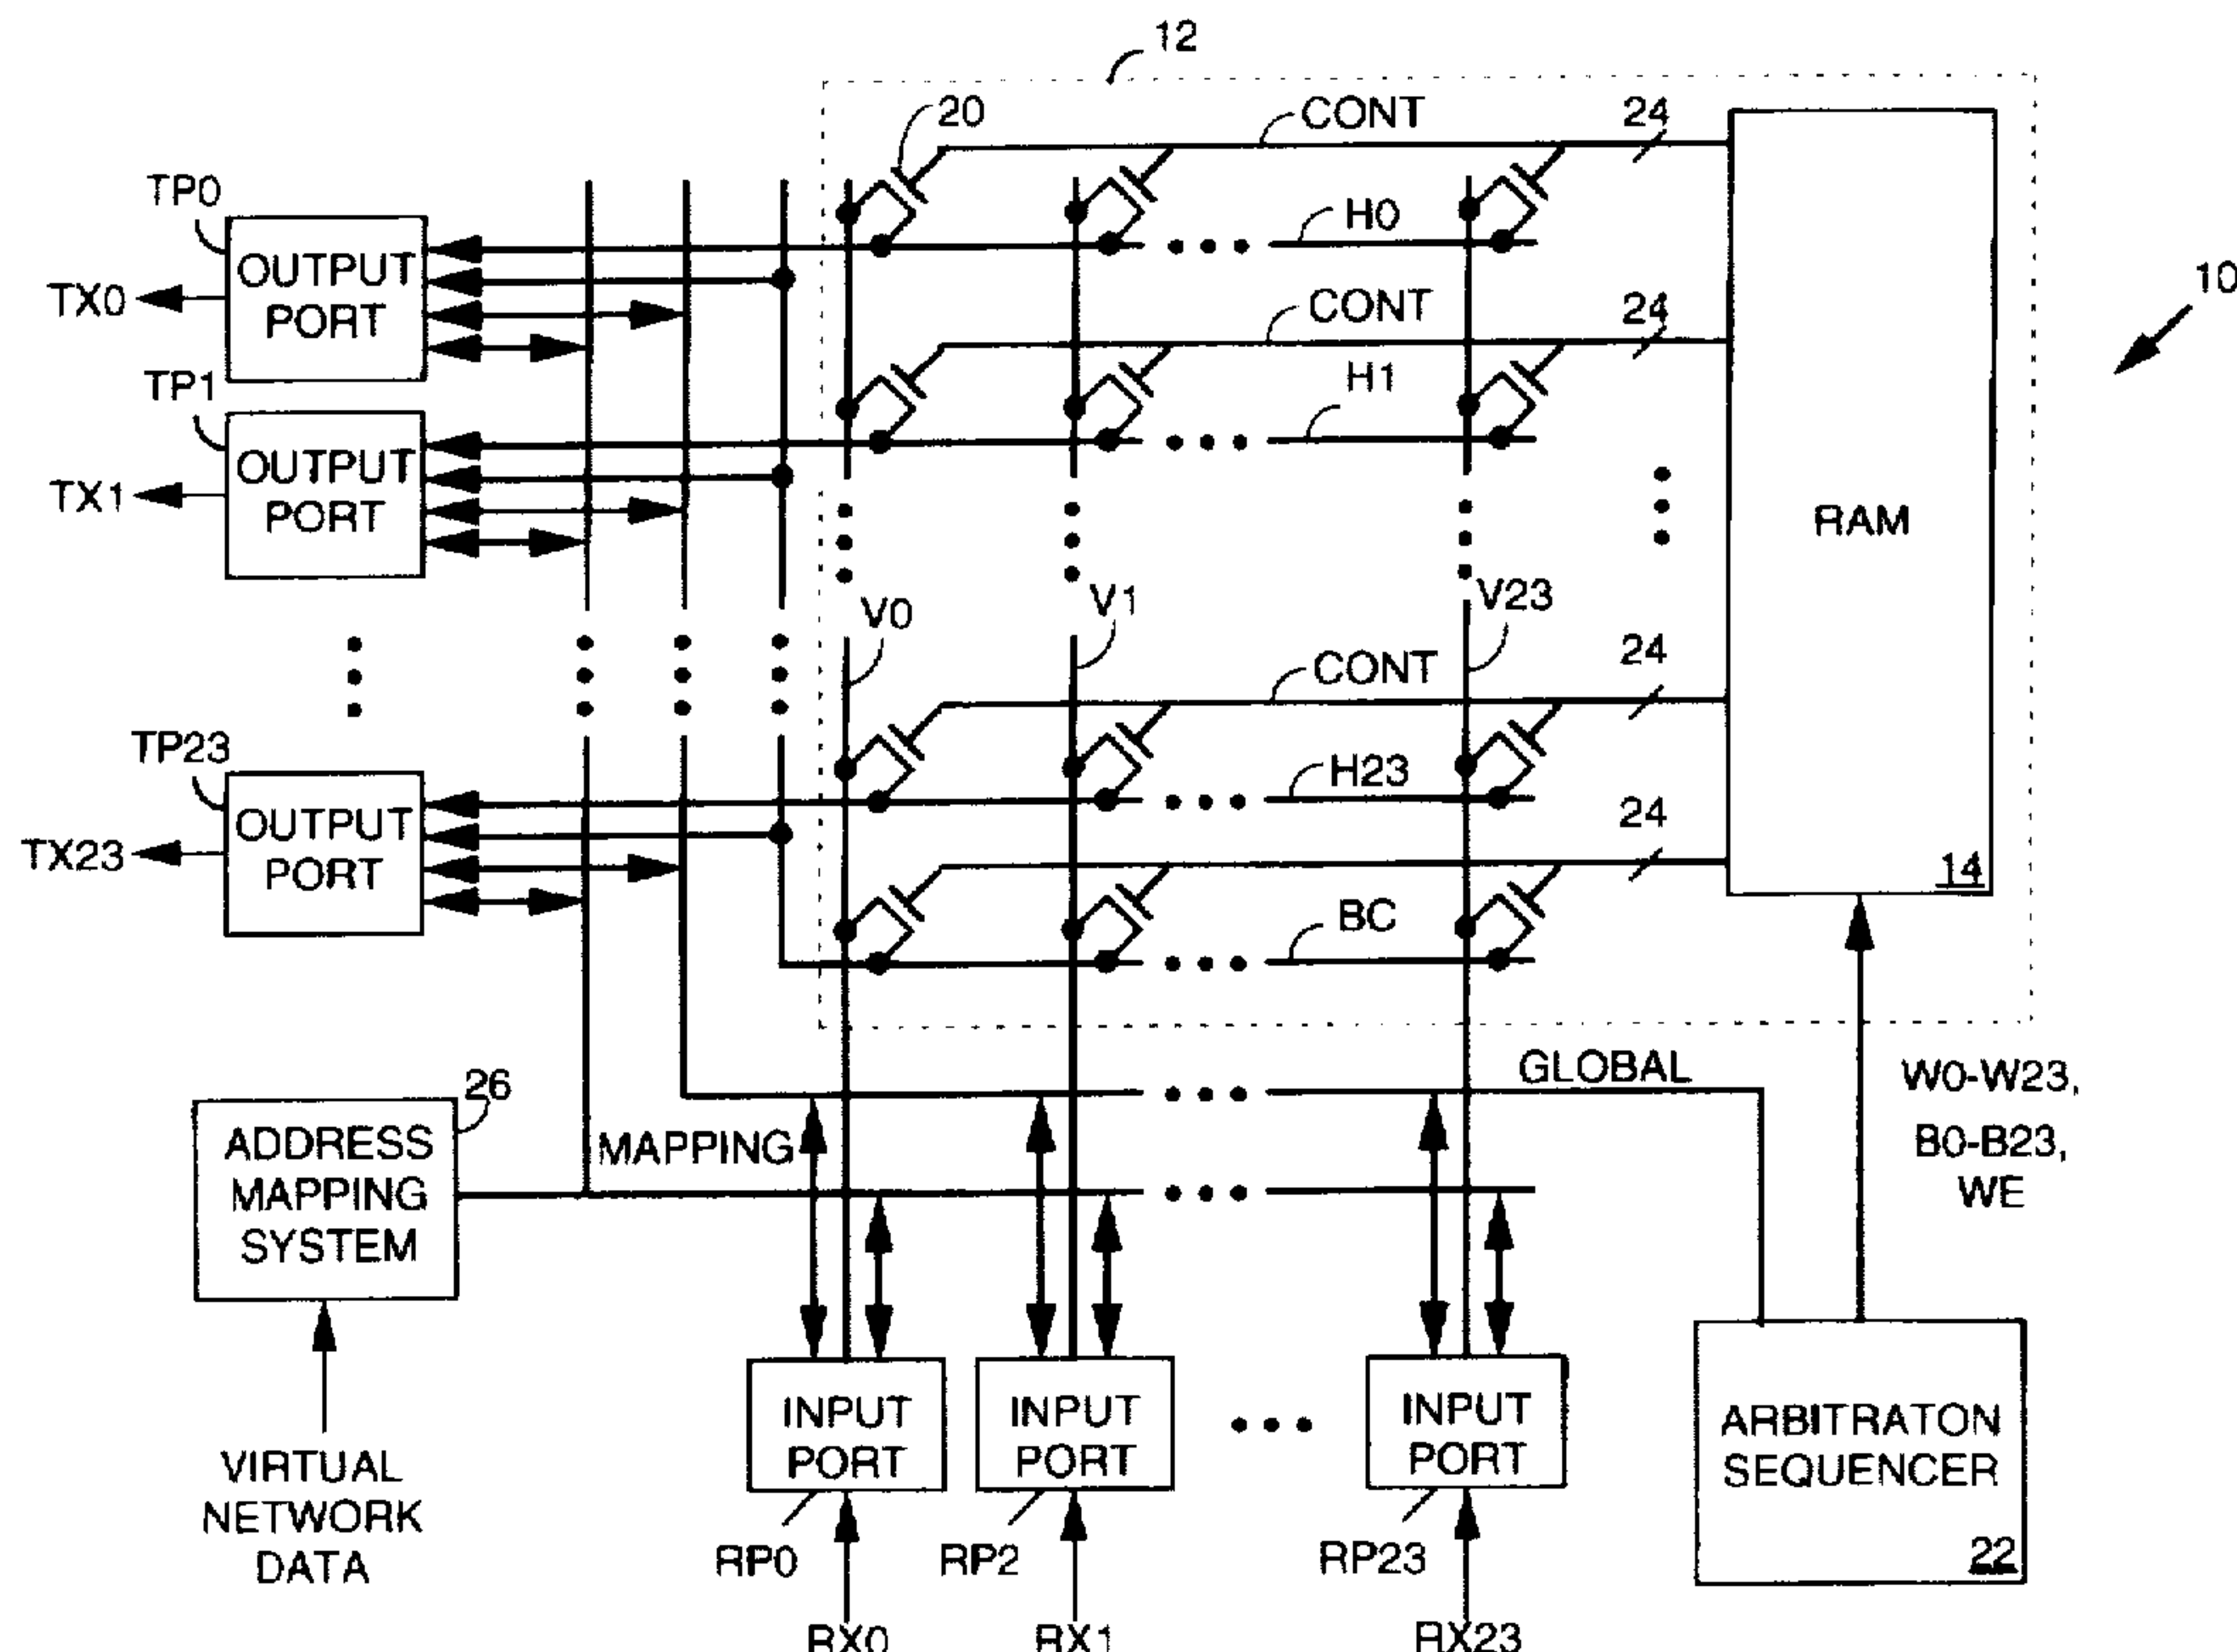 12
20
CONT
24
TP0
H0
OUTPUT
PORT
TX0
10
CONT
24
TP1
H1
OUTPUT
PORT
TX1
RAM
V0
V1
V23
CONT
24
TP23
H23
24
OUTPUT
PORT
TX23
14
BC
GLOBAL
W0-W23,
B0-B23,
WE
26
ADDRESS
MAPPING
SYSTEM
MAPPING
INPUT
PORT
INPUT
PORT
INPUT
PORT
ARBITRATON
SEQUENCER
22
VIRTUAL
NETWORK
DATA
RP0
RP2
RP23
RX0
RX1
RX23